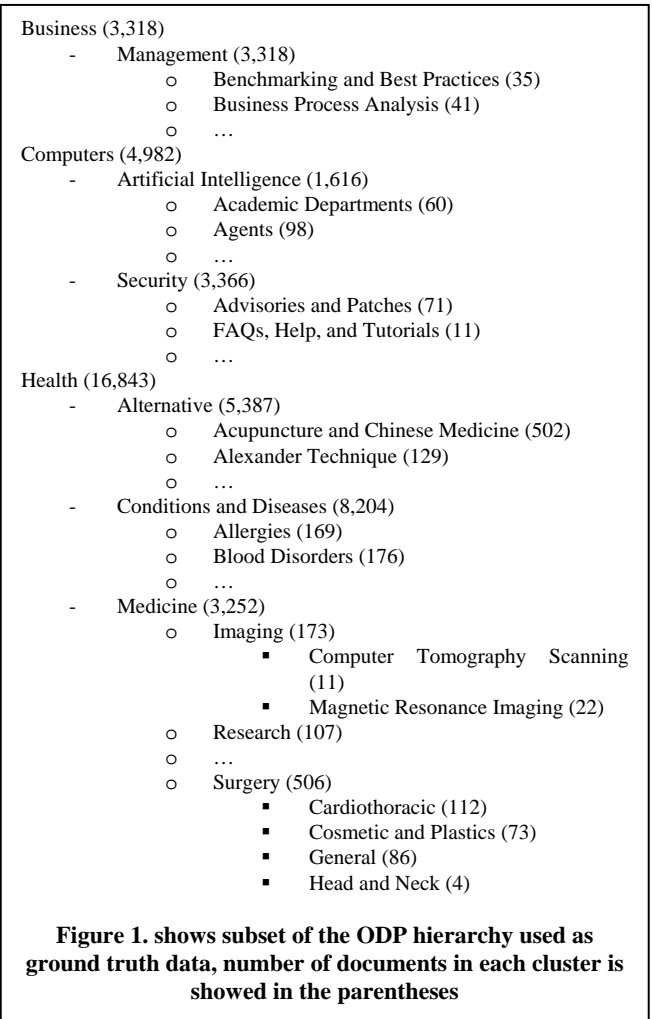 Business (3,318)
- Management (3,318)
o Benchmarking and Best Practices (35)
o Business Process Analysis (41)
o …
Computers (4,982)
- Artificial Intelligence (1,616)
o Academic Departments (60)
o Agents (98)
o …
- Security (3,366)
o Advisories and Patches (71)
o FAQs, Help, and Tutorials (11)
o …
Health (16,843)
- Alternative (5,387)
o Acupuncture and Chinese Medicine (502)
o Alexander Technique (129)
o …
- Conditions and Diseases (8,204)
o Allergies (169)
o Blood Disorders (176)
o …
- Medicine (3,252)
o Imaging (173)
▪ Computer Tomography Scanning
(11)
▪ Magnetic Resonance Imaging (22)
o Research (107)
o …
o Surgery (506)
▪ Cardiothoracic (112)
▪ Cosmetic and Plastics (73)
▪ General (86)
▪ Head and Neck (4)
Figure 1. shows subset of the ODP hierarchy used as
ground truth data, number of documents in each cluster is
showed in the parentheses